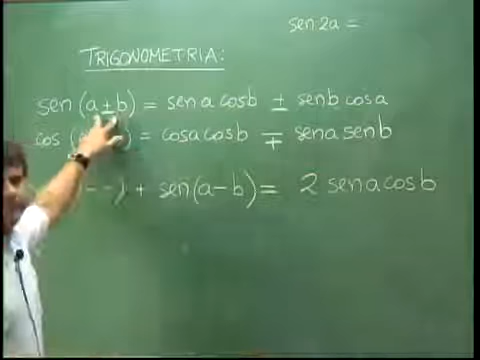 sen 2a =
TRIGONOMETRIA:
sen (a ± b) = sen a cos b ± sen b cos a
cos ( ) = cos a cos b ∓ sen a sen b
) + sen (a - b) = 2 sen a cos b